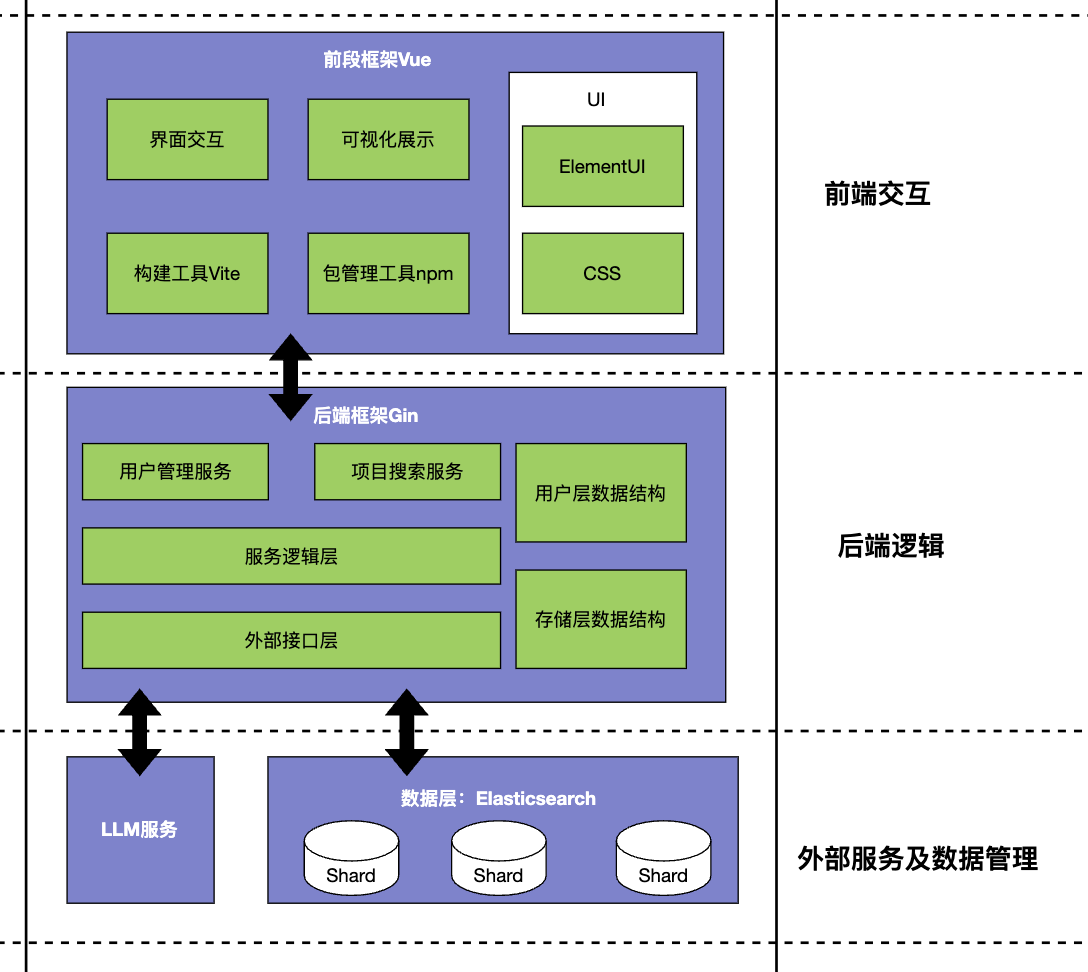 前段框架Vue
界面交互
可视化展示
UI
ElementUI
构建工具Vite
包管理工具npm
CSS
前端交互
后端框架Gin
用户管理服务
项目搜索服务
用户层数据结构
服务逻辑层
存储层数据结构
外部接口层
后端逻辑
LLM服务
数据层：Elasticsearch
Shard
Shard
Shard
外部服务及数据管理